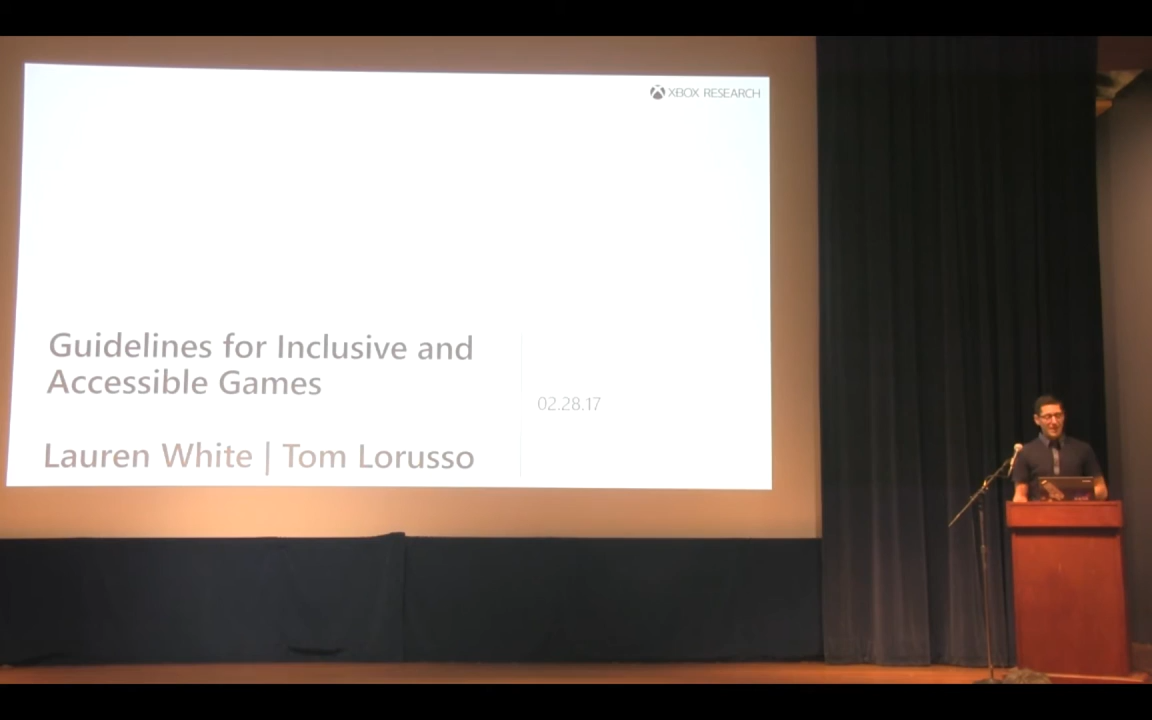 XBOX RESEARCH
Guidelines for Inclusive and
Accessible Games
02.28.17
Lauren White | Tom Lorusso